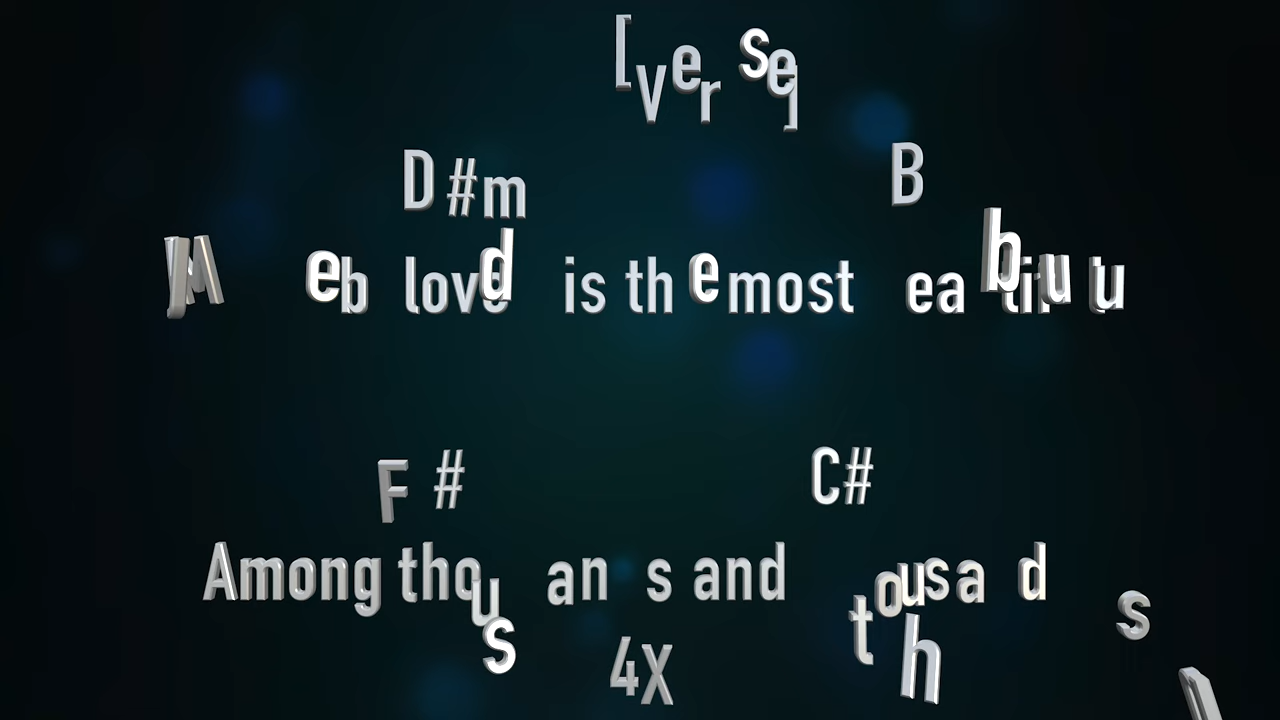 [Verse]
D#m B
My beloved is the most beautiful
F# C#
Among thousands and thousands
4X